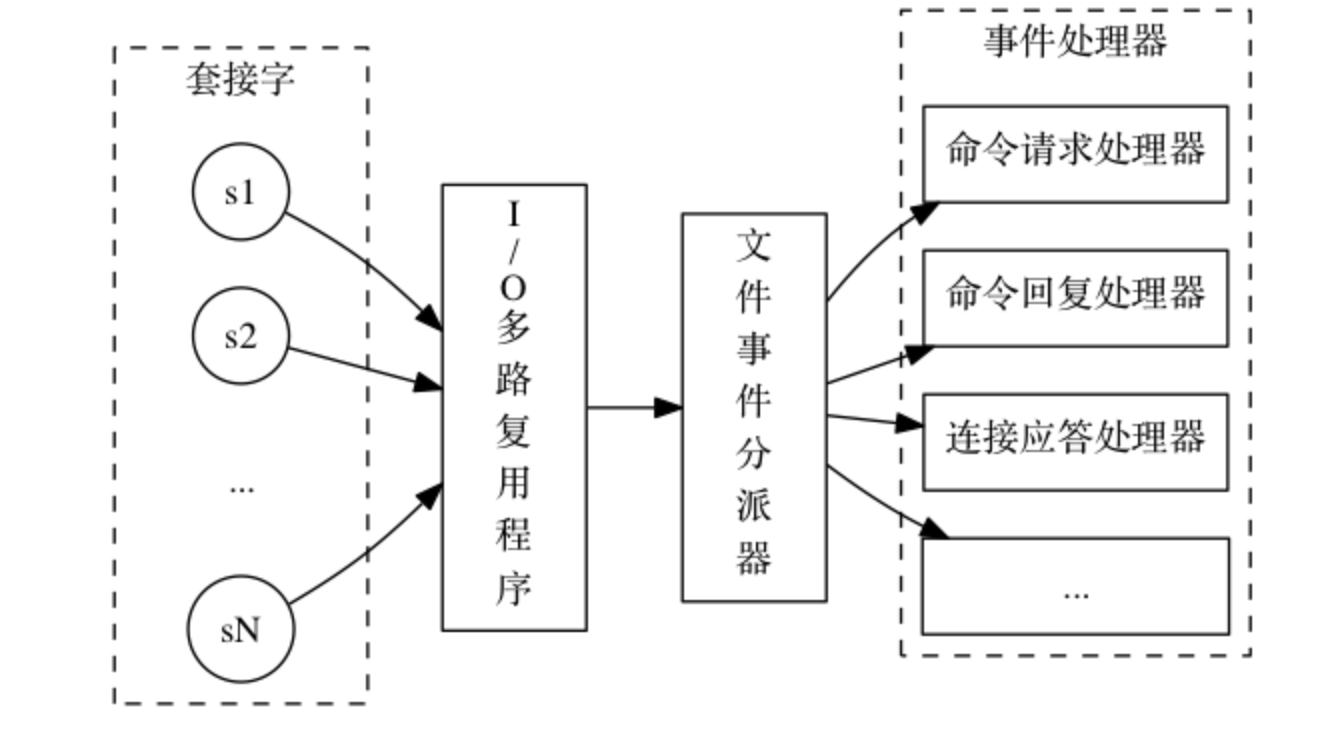 套接字
s1
s2
...
sN
I/O多路复用程序
文件事件分派器
事件处理器
命令请求处理器
命令回复处理器
连接应答处理器
...